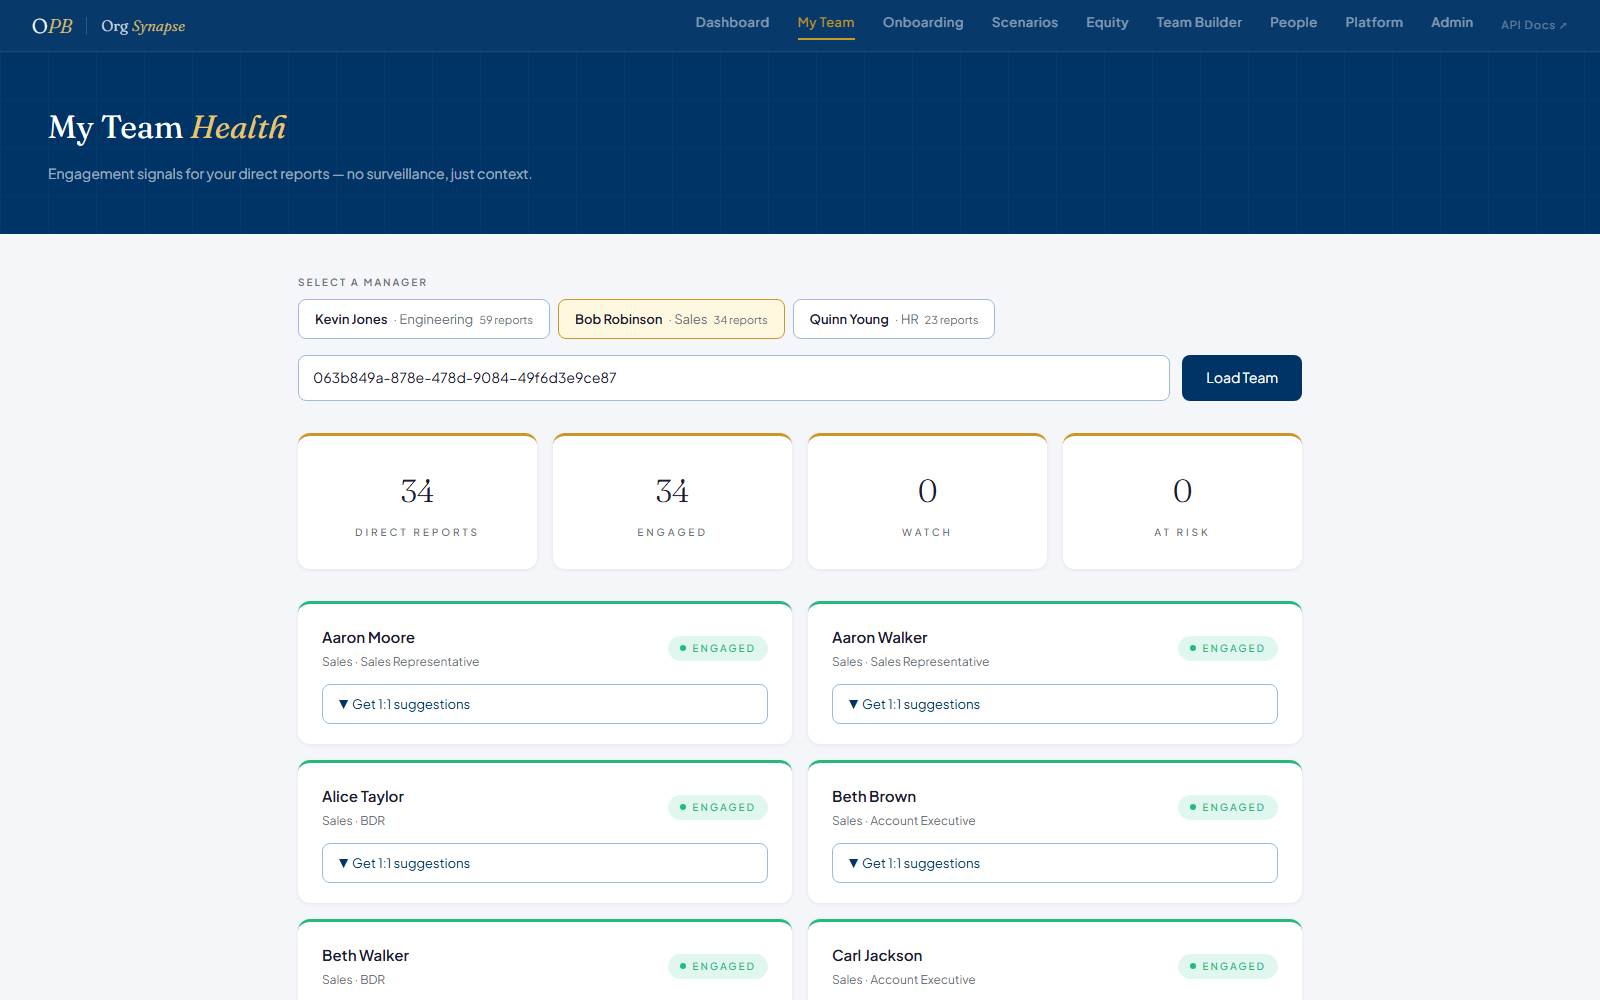 OPB Org Synapse Dashboard My Team Onboarding Scenarios Equity Team Builder People Platform Admin API Docs ↗
My Team Health
Engagement signals for your direct reports — no surveillance, just context.
SELECT A MANAGER
Kevin Jones · Engineering 59 reports Bob Robinson · Sales 34 reports Quinn Young · HR 23 reports
063b849a-878e-478d-9084-49f6d3e9ce87 Load Team
34 34 0 0
DIRECT REPORTS ENGAGED WATCH AT RISK
Aaron Moore ENGAGED
Sales · Sales Representative
▼ Get 1:1 suggestions
Aaron Walker ENGAGED
Sales · Sales Representative
▼ Get 1:1 suggestions
Alice Taylor ENGAGED
Sales · BDR
▼ Get 1:1 suggestions
Beth Brown ENGAGED
Sales · Account Executive
▼ Get 1:1 suggestions
Beth Walker ENGAGED
Sales · BDR
Carl Jackson ENGAGED
Sales · Account Executive